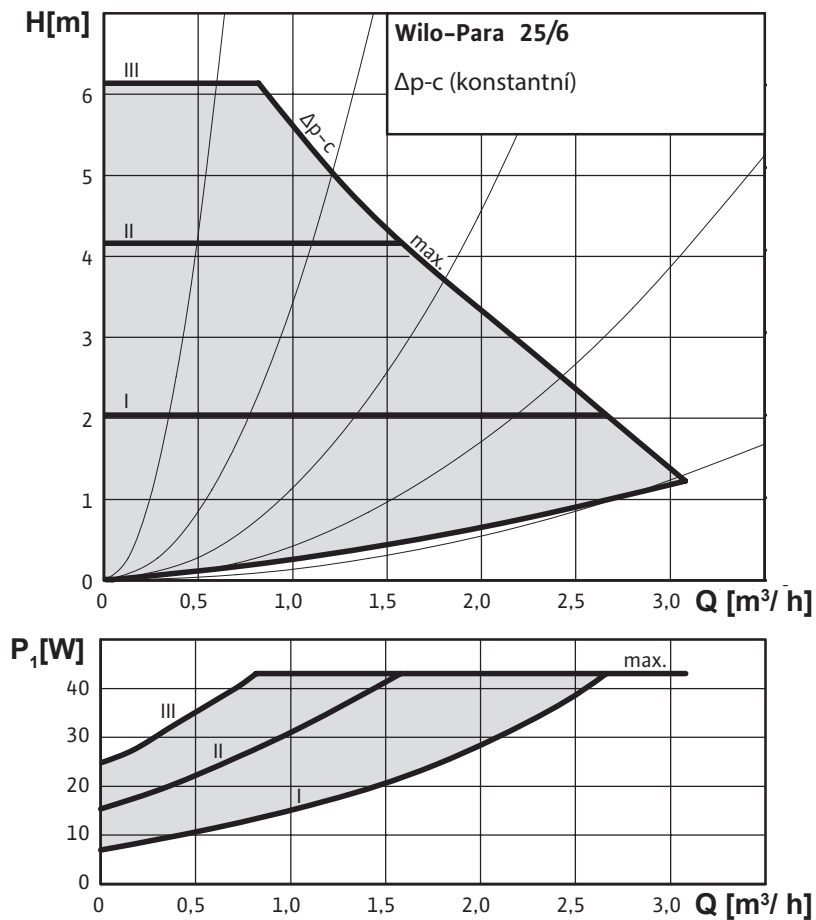 H[m]
Wilo-Para 25/6
Δp-c (konstantní)
III
6
Δp-c
5
II
max.
4
3
I
2
1
0
0 0,5 1,0 1,5 2,0 2,5 3,0 Q [m³/ h]
P₁[W]
max.
40
III
30
II
20
I
10
0
0 0,5 1,0 1,5 2,0 2,5 3,0 Q [m³/ h]